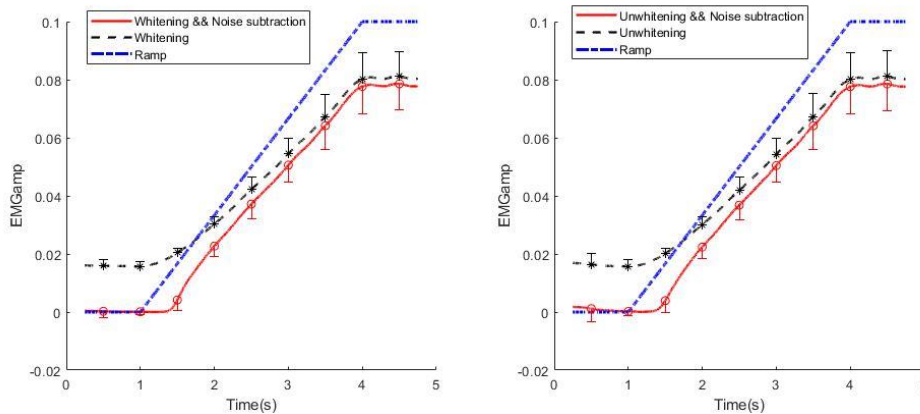 0.1
Whitening && Noise subtraction
Whitening
Ramp
0.08
0.06
0.04
0.02
0
-0.02
EMGamp
0
1
2
3
4
5
Time(s)
0.1
Unwhitening && Noise subtraction
Unwhitening
Ramp
0.08
0.06
0.04
0.02
0
-0.02
EMGamp
0
1
2
3
4
Time(s)